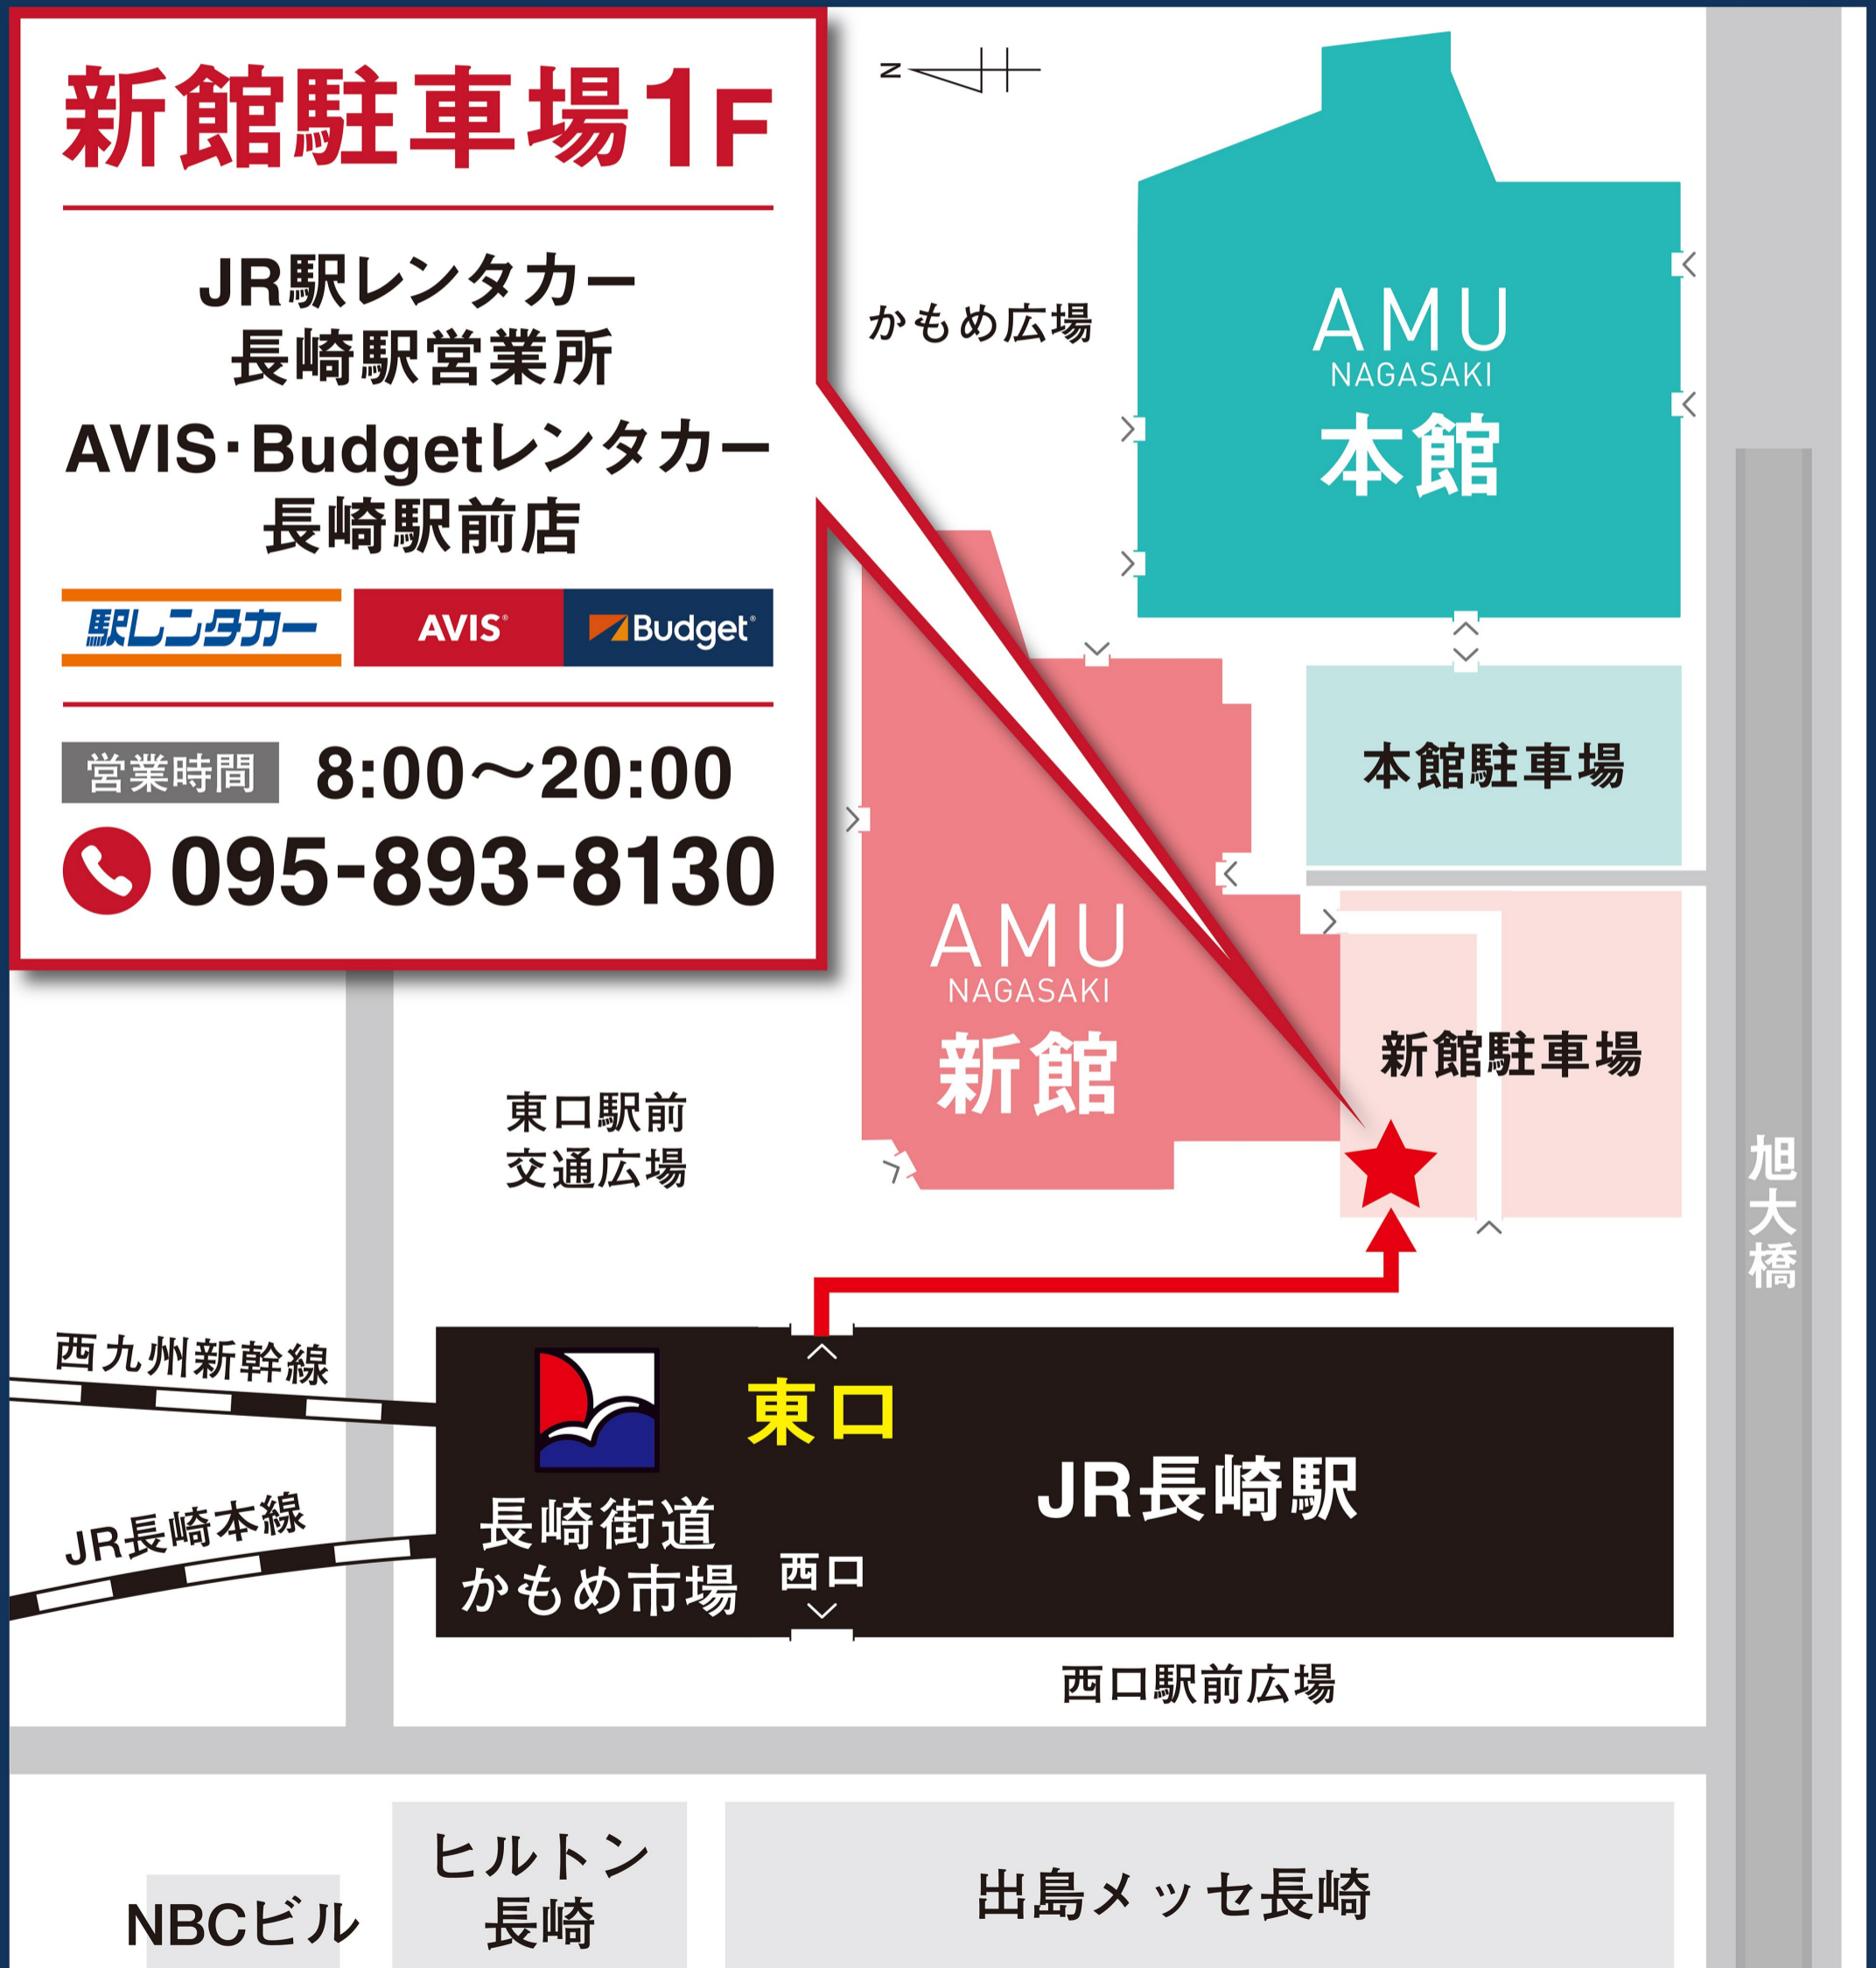 新館駐車場1F
JR駅レンタカー
長崎駅営業所
AVIS・Budgetレンタカー
長崎駅前店
駅レンタカー
AVIS®
Budget®
営業時間 8:00〜20:00
095-893-8130
N
かもめ広場
AMU
NAGASAKI
本館
本館駐車場
AMU
NAGASAKI
新館
新館駐車場
東口駅前
交通広場
旭大橋
西九州新幹線
JR長崎本線
長崎街道
かもめ市場
東口
西口
JR長崎駅
西口駅前広場
NBCビル
ヒルトン
長崎
出島メッセ長崎